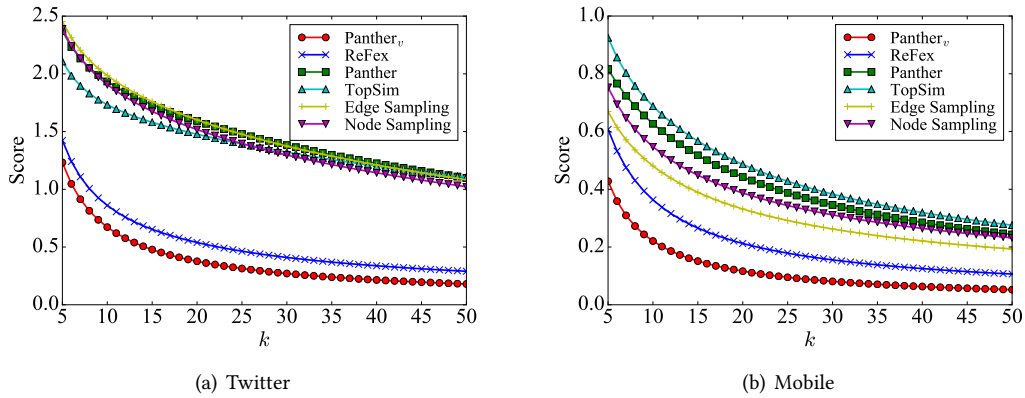 2.5
2.0
1.5
1.0
0.5
0.0
Score
5 10 15 20 25 30 35 40 45 50
k
Panther_v
ReFex
Panther
TopSim
Edge Sampling
Node Sampling
(a) Twitter
1.0
0.8
0.6
0.4
0.2
0.0
Score
5 10 15 20 25 30 35 40 45 50
k
Panther_v
ReFex
Panther
TopSim
Edge Sampling
Node Sampling
(b) Mobile